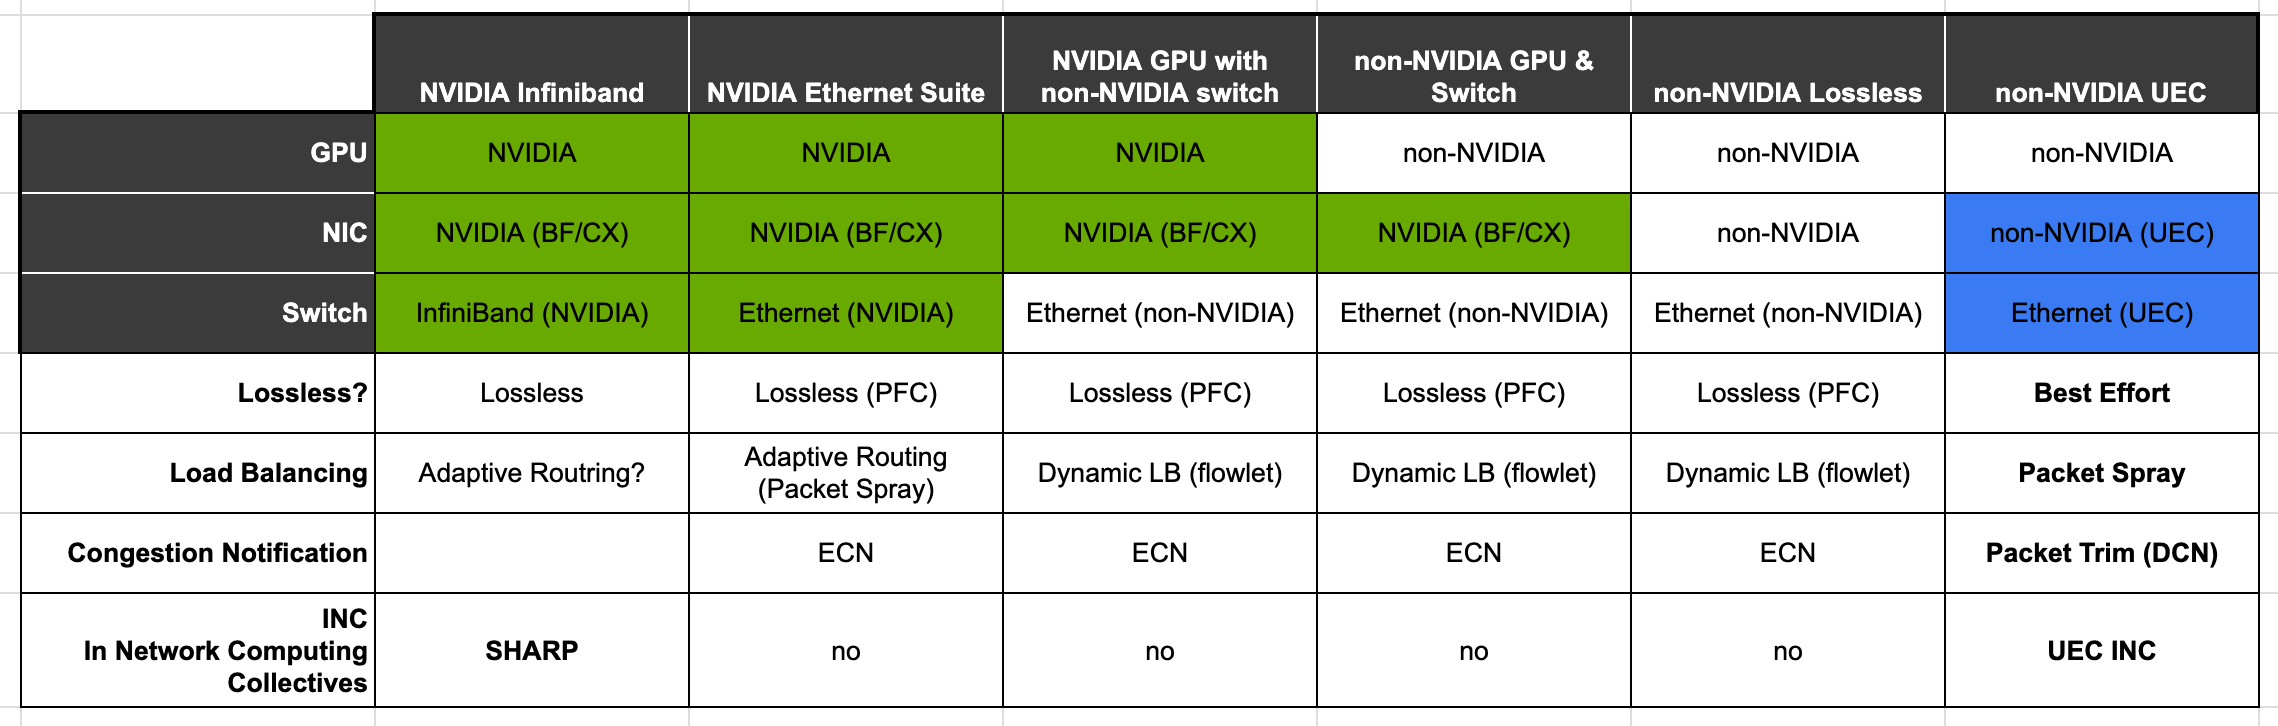 NVIDIA Infiniband
NVIDIA Ethernet Suite
NVIDIA GPU with
non-NVIDIA switch
non-NVIDIA GPU &
Switch
non-NVIDIA Lossless
non-NVIDIA UEC
GPU
NVIDIA
NVIDIA
NVIDIA
non-NVIDIA
non-NVIDIA
non-NVIDIA
NIC
NVIDIA (BF/CX)
NVIDIA (BF/CX)
NVIDIA (BF/CX)
NVIDIA (BF/CX)
non-NVIDIA
non-NVIDIA (UEC)
Switch
InfiniBand (NVIDIA)
Ethernet (NVIDIA)
Ethernet (non-NVIDIA)
Ethernet (non-NVIDIA)
Ethernet (non-NVIDIA)
Ethernet (UEC)
Lossless?
Lossless
Lossless (PFC)
Lossless (PFC)
Lossless (PFC)
Lossless (PFC)
Best Effort
Load Balancing
Adaptive Routring?
Adaptive Routing
(Packet Spray)
Dynamic LB (flowlet)
Dynamic LB (flowlet)
Dynamic LB (flowlet)
Packet Spray
Congestion Notification
ECN
ECN
ECN
ECN
Packet Trim (DCN)
INC
In Network Computing
Collectives
SHARP
no
no
no
no
UEC INC